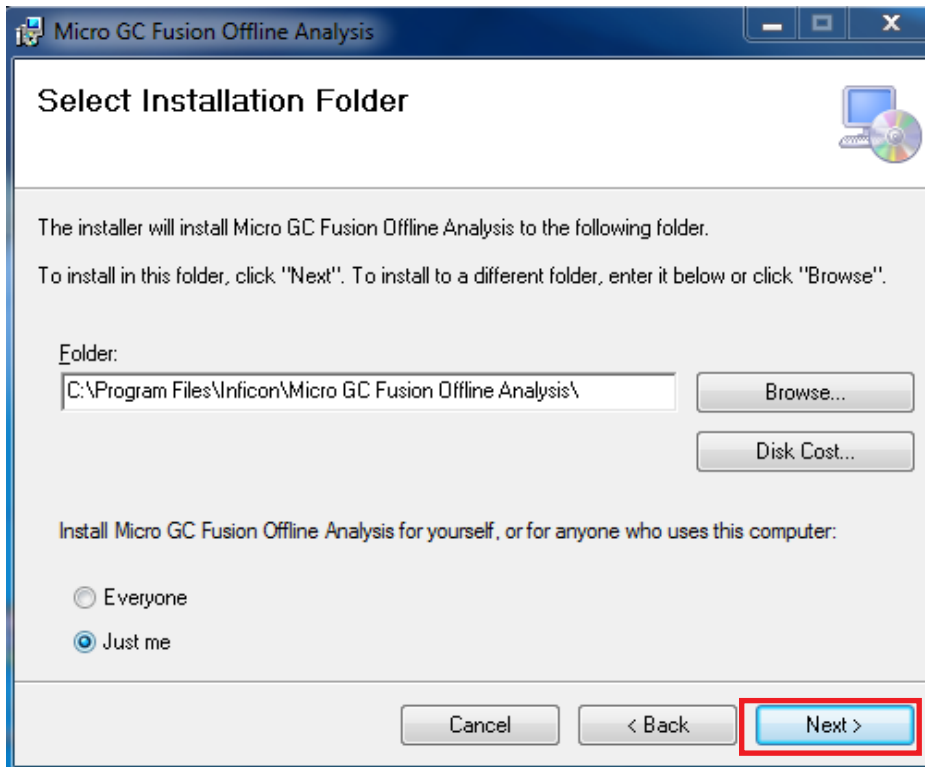 Micro GC Fusion Offline Analysis
Select Installation Folder
The installer will install Micro GC Fusion Offline Analysis to the following folder.
To install in this folder, click "Next". To install to a different folder, enter it below or click "Browse".
Folder:
C:\Program Files\Inficon\Micro GC Fusion Offline Analysis\
Browse...
Disk Cost...
Install Micro GC Fusion Offline Analysis for yourself, or for anyone who uses this computer:
Everyone
Just me
Cancel
< Back
Next >